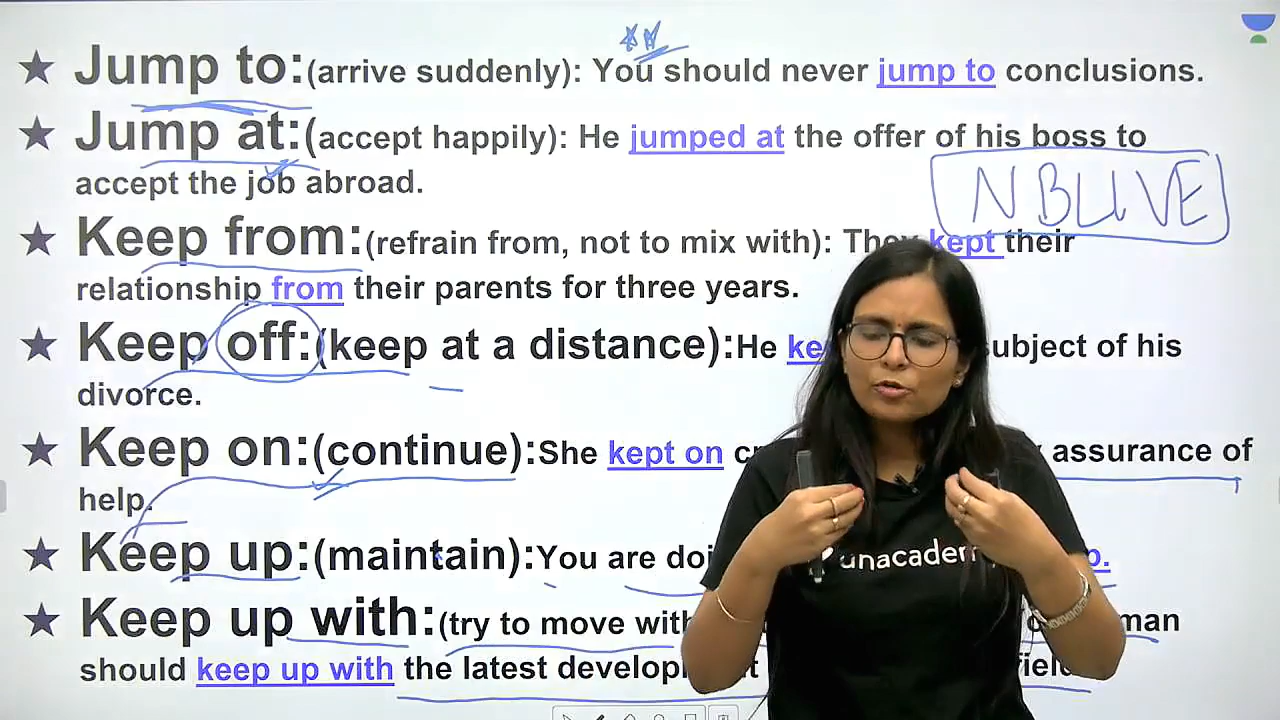 ★ Jump to:(arrive suddenly): You should never jump to conclusions.
★ Jump at:(accept happily): He jumped at the offer of his boss to
accept the job abroad.
NBLIVE
★ Keep from:(refrain from, not to mix with): They kept their
relationship from their parents for three years.
★ Keep off:(keep at a distance):He subject of his
divorce.
★ Keep on:(continue):She kept on assurance of
help.
★ Keep up:(maintain):You are
★ Keep up with:(try to move with man
should keep up with the latest
unacademy